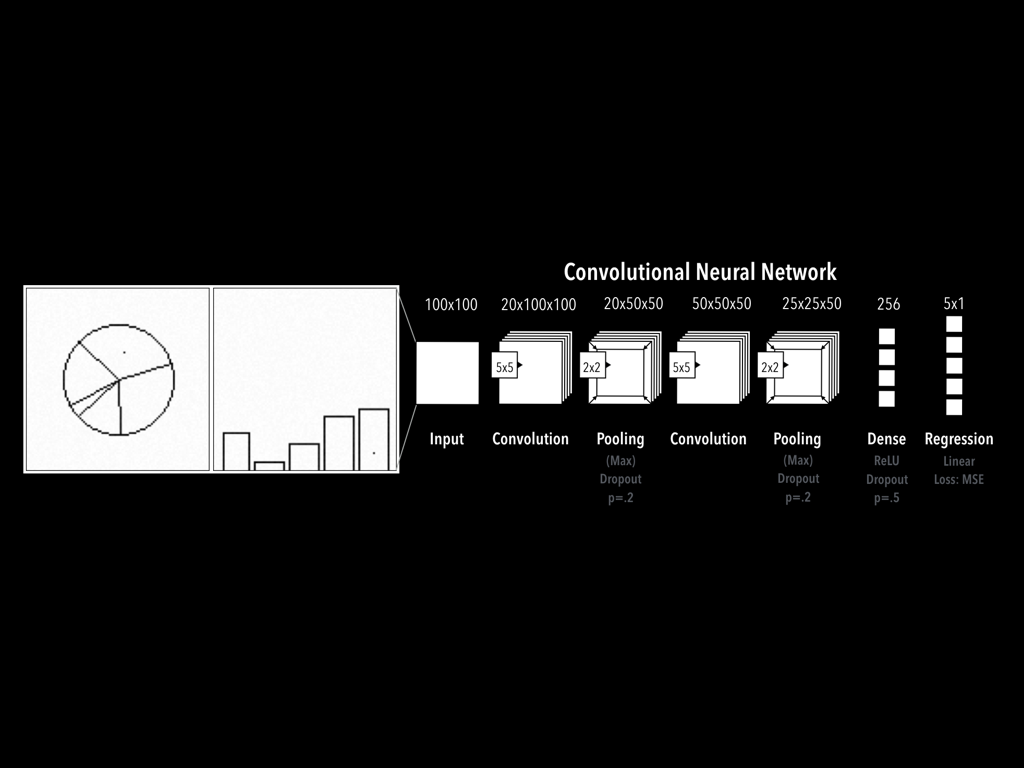 Convolutional Neural Network
100x100 20x100x100 20x50x50 50x50x50 25x25x50 256 5x1
5x5 2x2 5x5 2x2
Input Convolution Pooling Convolution Pooling Dense Regression
(Max) (Max) ReLU Linear
Dropout Dropout Dropout Loss: MSE
p=.2 p=.2 p=.5